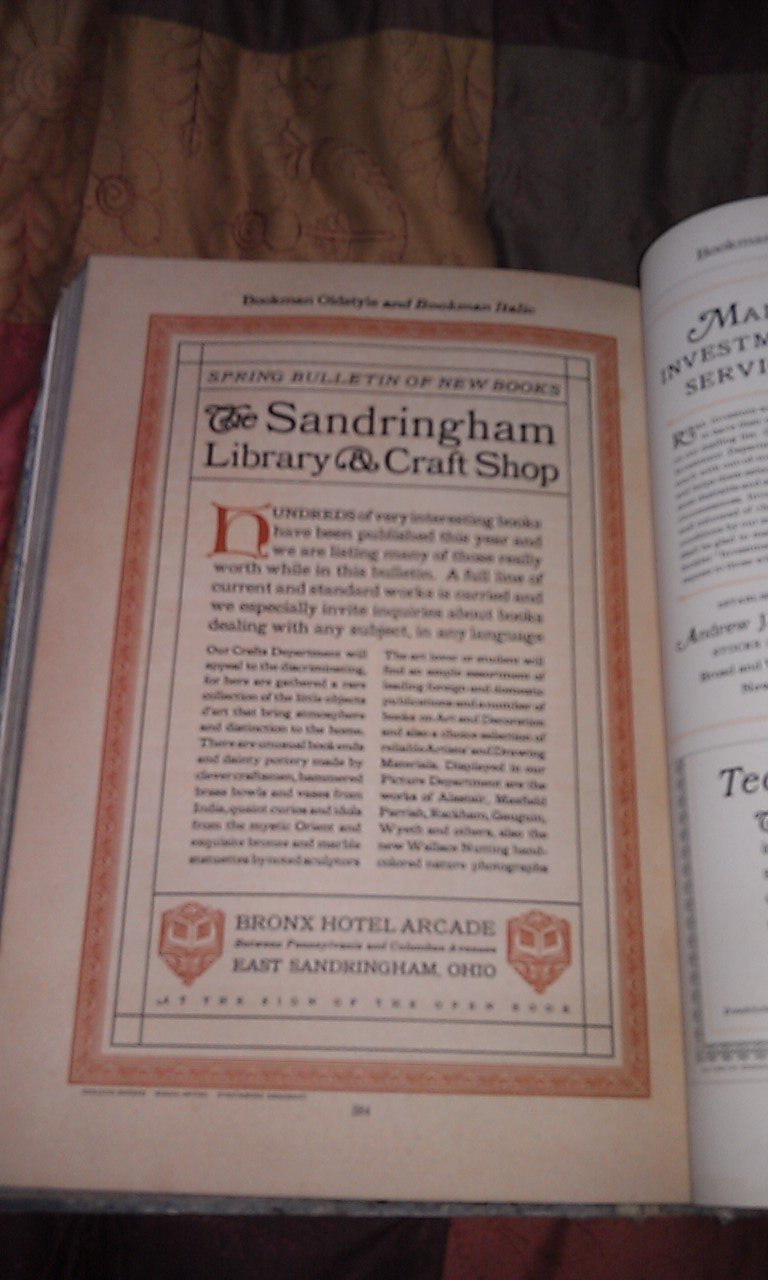 Bookman Oldstyle and Bookman Italic
SPRING BULLETIN OF NEW BOOKS
The Sandringham
Library & Craft Shop
HUNDREDS of very interesting books
have been published this year and
we are listing many of those really
worth while in this bulletin. A full line of
current and standard works is carried and
we especially invite inquiries about books
dealing with any subject, in any language
Our Crafts Department will
appeal to the discriminating,
for here are gathered a rare
collection of the little objects
d'art that bring atmosphere
and distinction to the home.
There are unusual book ends
and dainty pottery made by
clever craftsmen, hammered
brass bowls and vases from
India, quaint curios and idols
from the mystic Orient and
exquisite bronze and marble
statuettes by noted sculptors
The art lover or student will
find an ample assortment of
leading foreign and domestic
publications and a number of
books on Art and Decoration
and also a choice selection of
reliable Artists' and Drawing
Materials. Displayed in our
Picture Department are the
works of Alastair, Maxfield
Parrish, Rackham, Gauguin,
Wyeth and others, also the
new Wallace Nutting hand-
colored nature photographs
BRONX HOTEL ARCADE
Between Pennsylvania and Columbus Avenues
EAST SANDRINGHAM, OHIO
AT THE SIGN OF THE OPEN BOOK
Bookman
INVESTM
SERVI
Andrew J.
STOCKS
Broad and
New